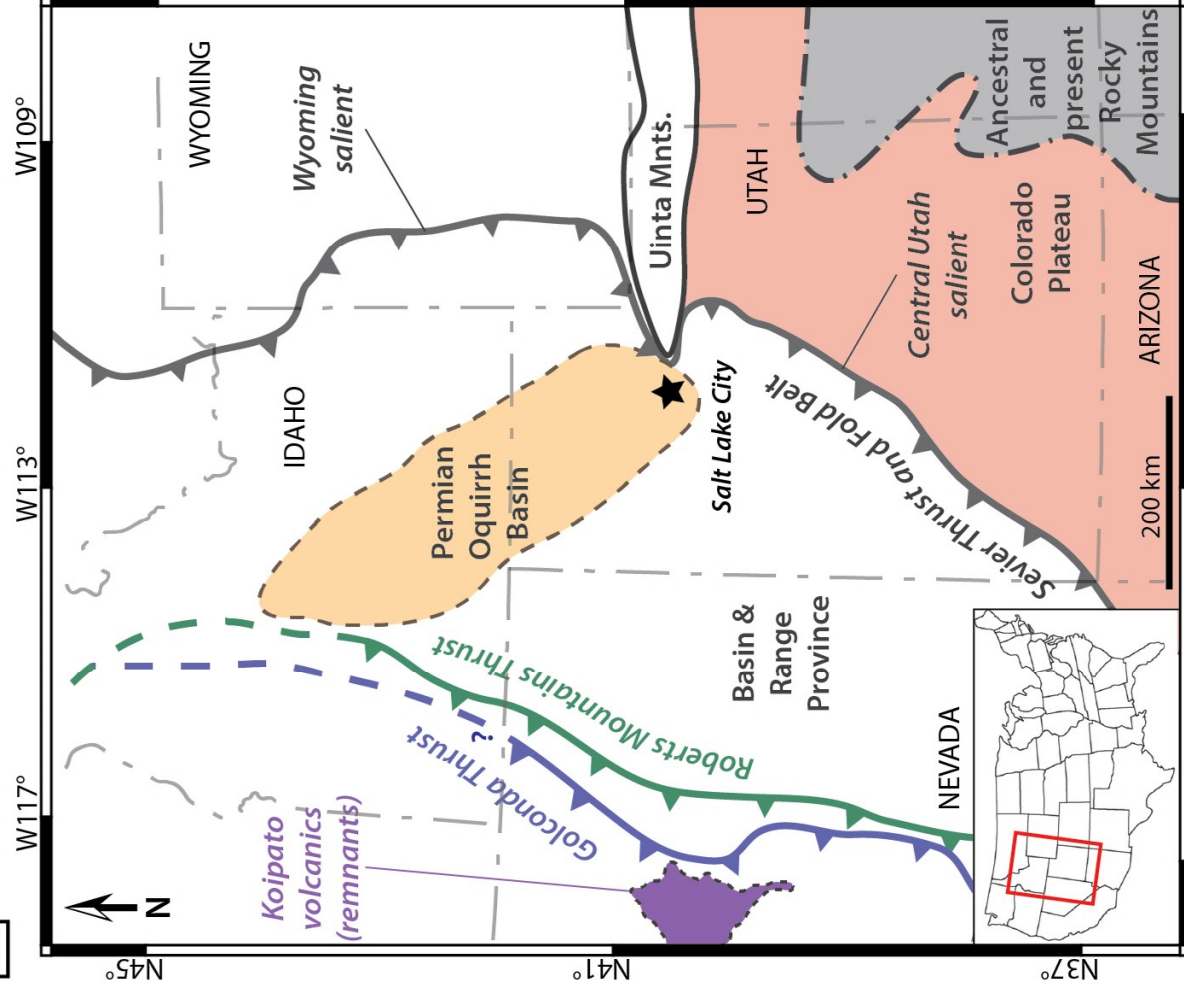 W117°
W113°
W109°
N45°
N41°
N37°
N
WYOMING
Wyoming
salient
IDAHO
Koipato
volcanics
(remnants)
Golconda Thrust
?
Roberts Mountains Thrust
Permian
Oquirrh
Basin
Salt Lake City
Uinta Mnts.
UTAH
Ancestral
and
present
Rocky
Mountains
Central Utah
salient
Colorado
Plateau
Sevier Thrust and Fold Belt
Basin &
Range
Province
NEVADA
ARIZONA
200 km